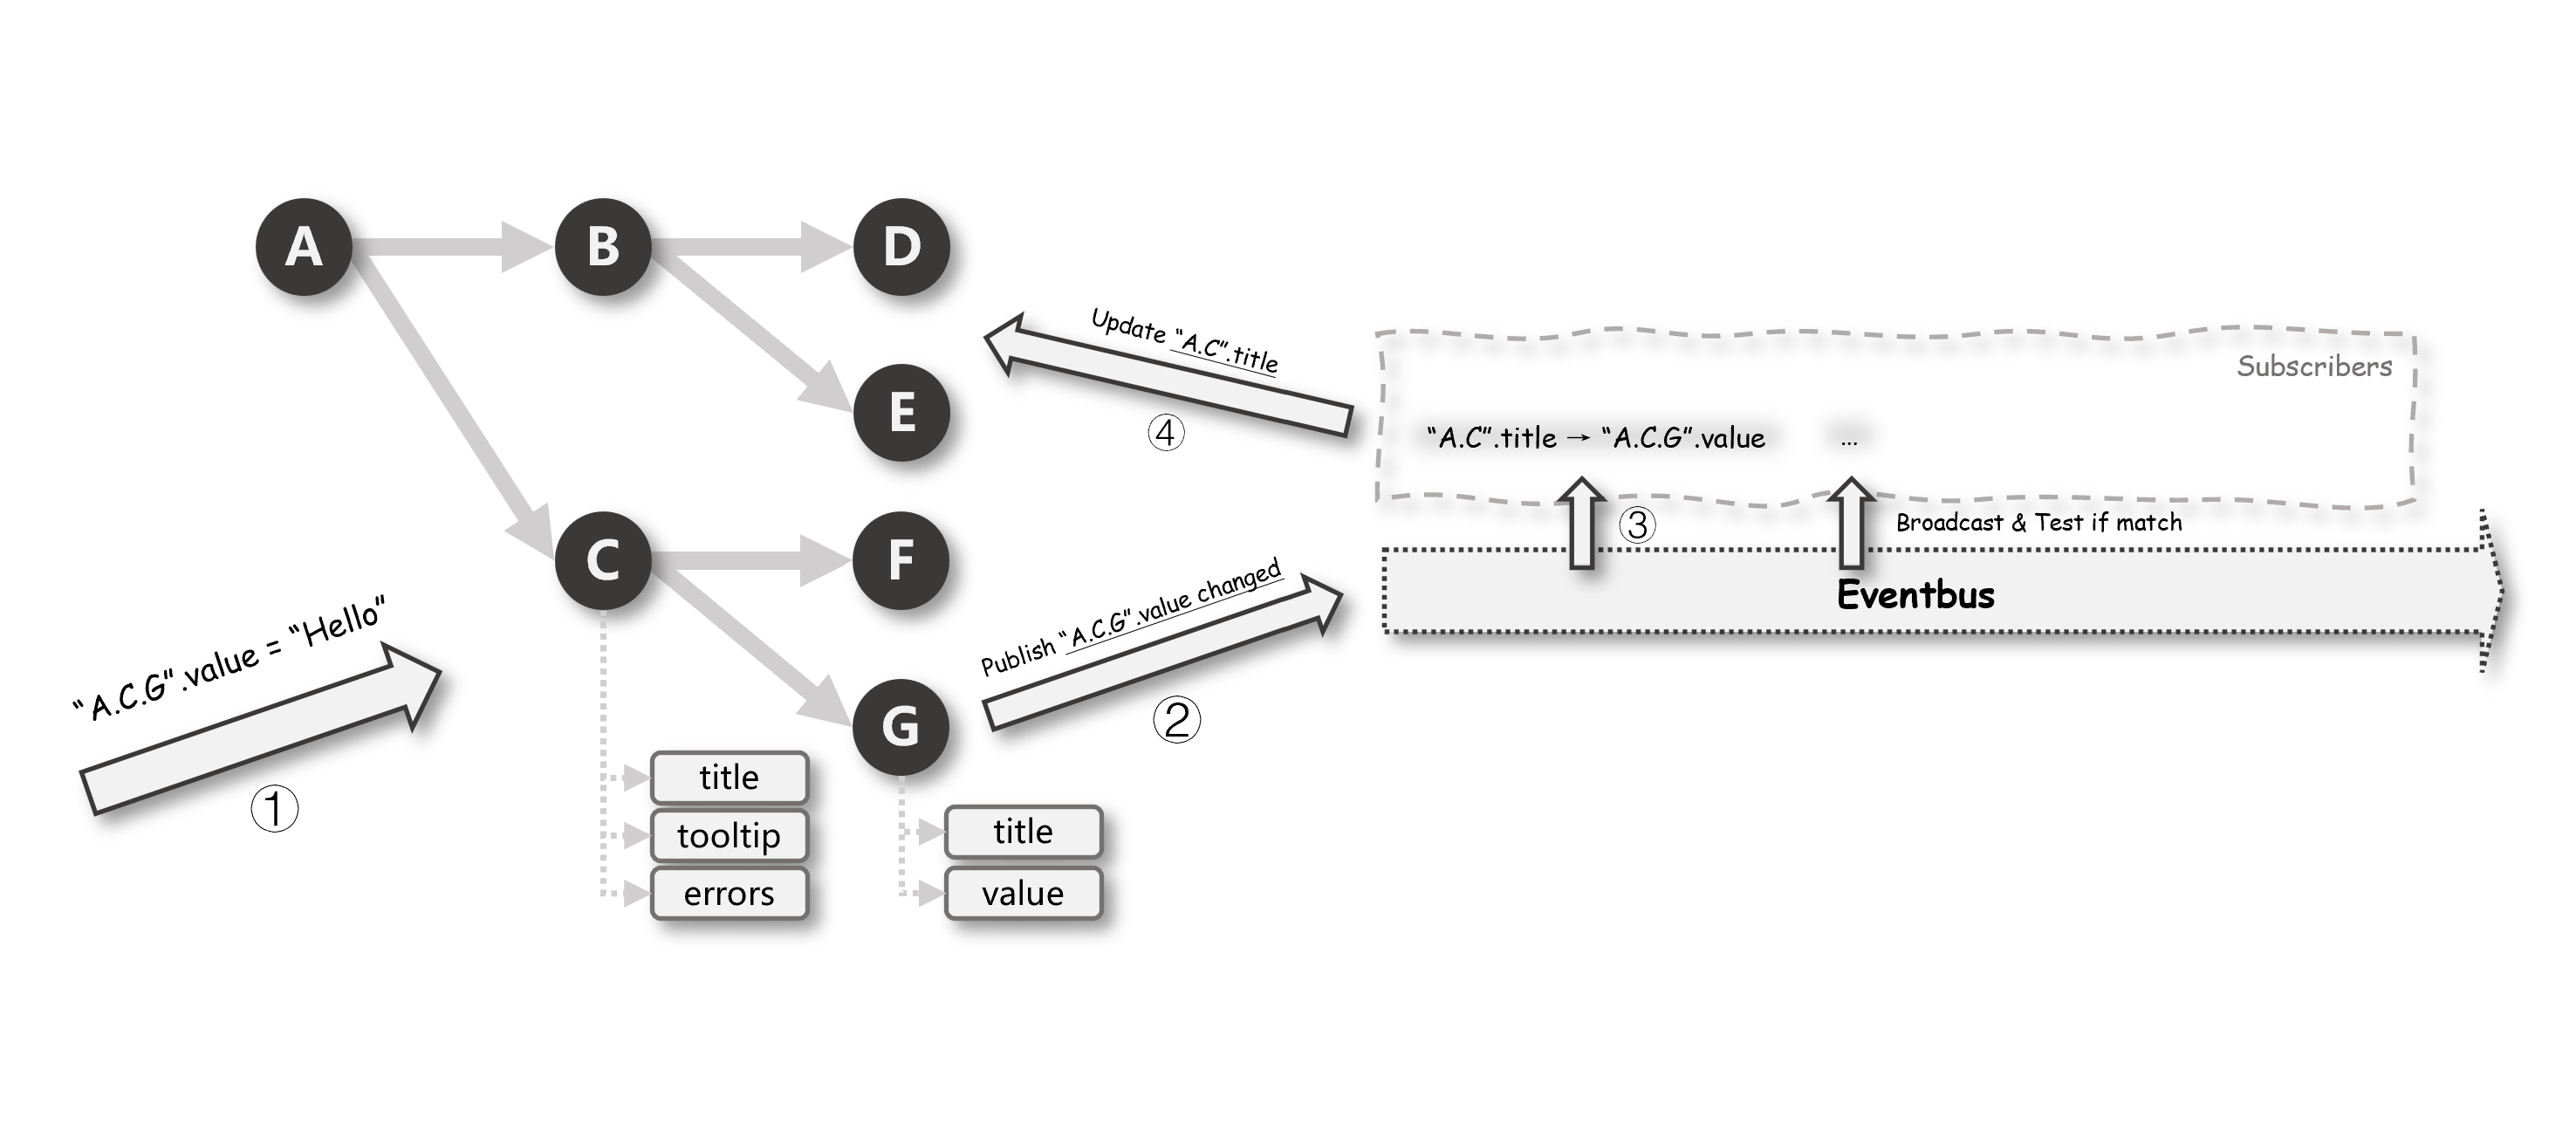 A
B
D
E
C
F
G
title
tooltip
errors
title
value
“A.C.G”.value = “Hello”
①
Publish “A.C.G”.value changed
②
Update “A.C”.title
④
Subscribers
“A.C”.title → “A.C.G”.value
...
③
Broadcast & Test if match
Eventbus